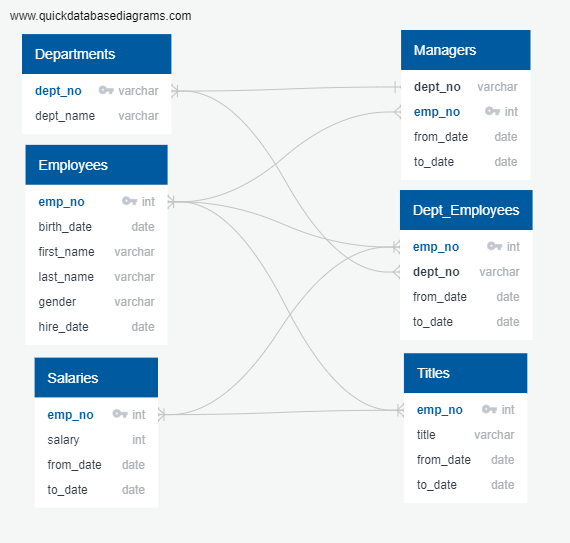 www.quickdatabasediagrams.com
Departments
dept_no varchar
dept_name varchar
Employees
emp_no int
birth_date date
first_name varchar
last_name varchar
gender varchar
hire_date date
Salaries
emp_no int
salary int
from_date date
to_date date
Managers
dept_no varchar
emp_no int
from_date date
to_date date
Dept_Employees
emp_no int
dept_no varchar
from_date date
to_date date
Titles
emp_no int
title varchar
from_date date
to_date date